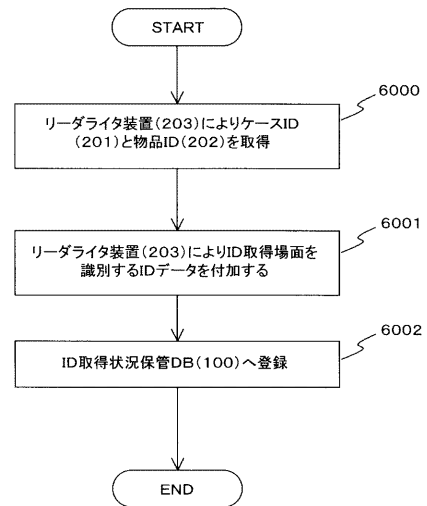 START
6000
リーダライタ装置(203)によりケースID
(201)と物品ID(202)を取得
6001
リーダライタ装置(203)によりID取得場面を
識別するIDデータを付加する
6002
ID取得状況保管DB(100)へ登録
END